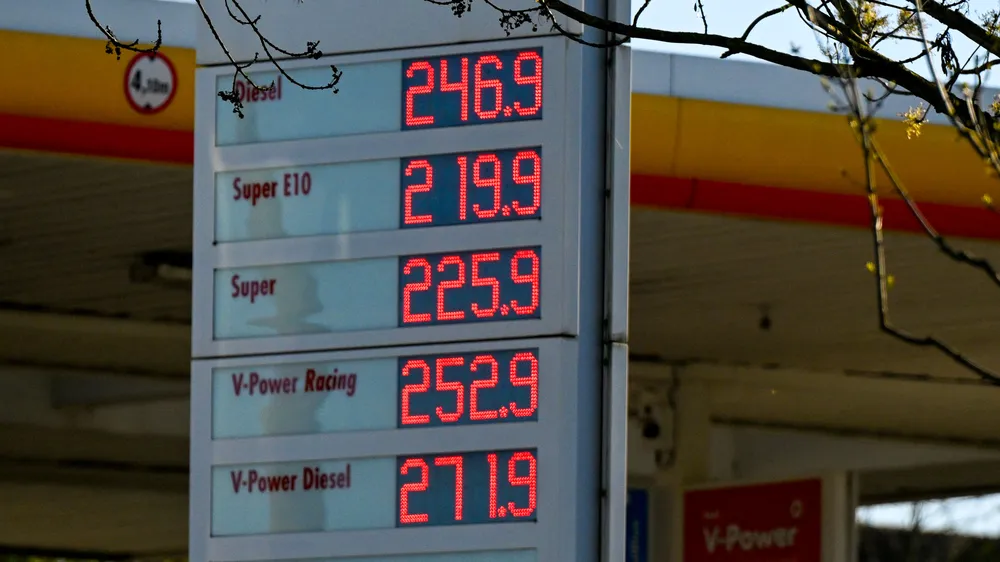 4,10m
Diesel 246.9
Super E10 219.9
Super 225.9
V-Power Racing 252.9
V-Power Diesel 271.9
V-Power